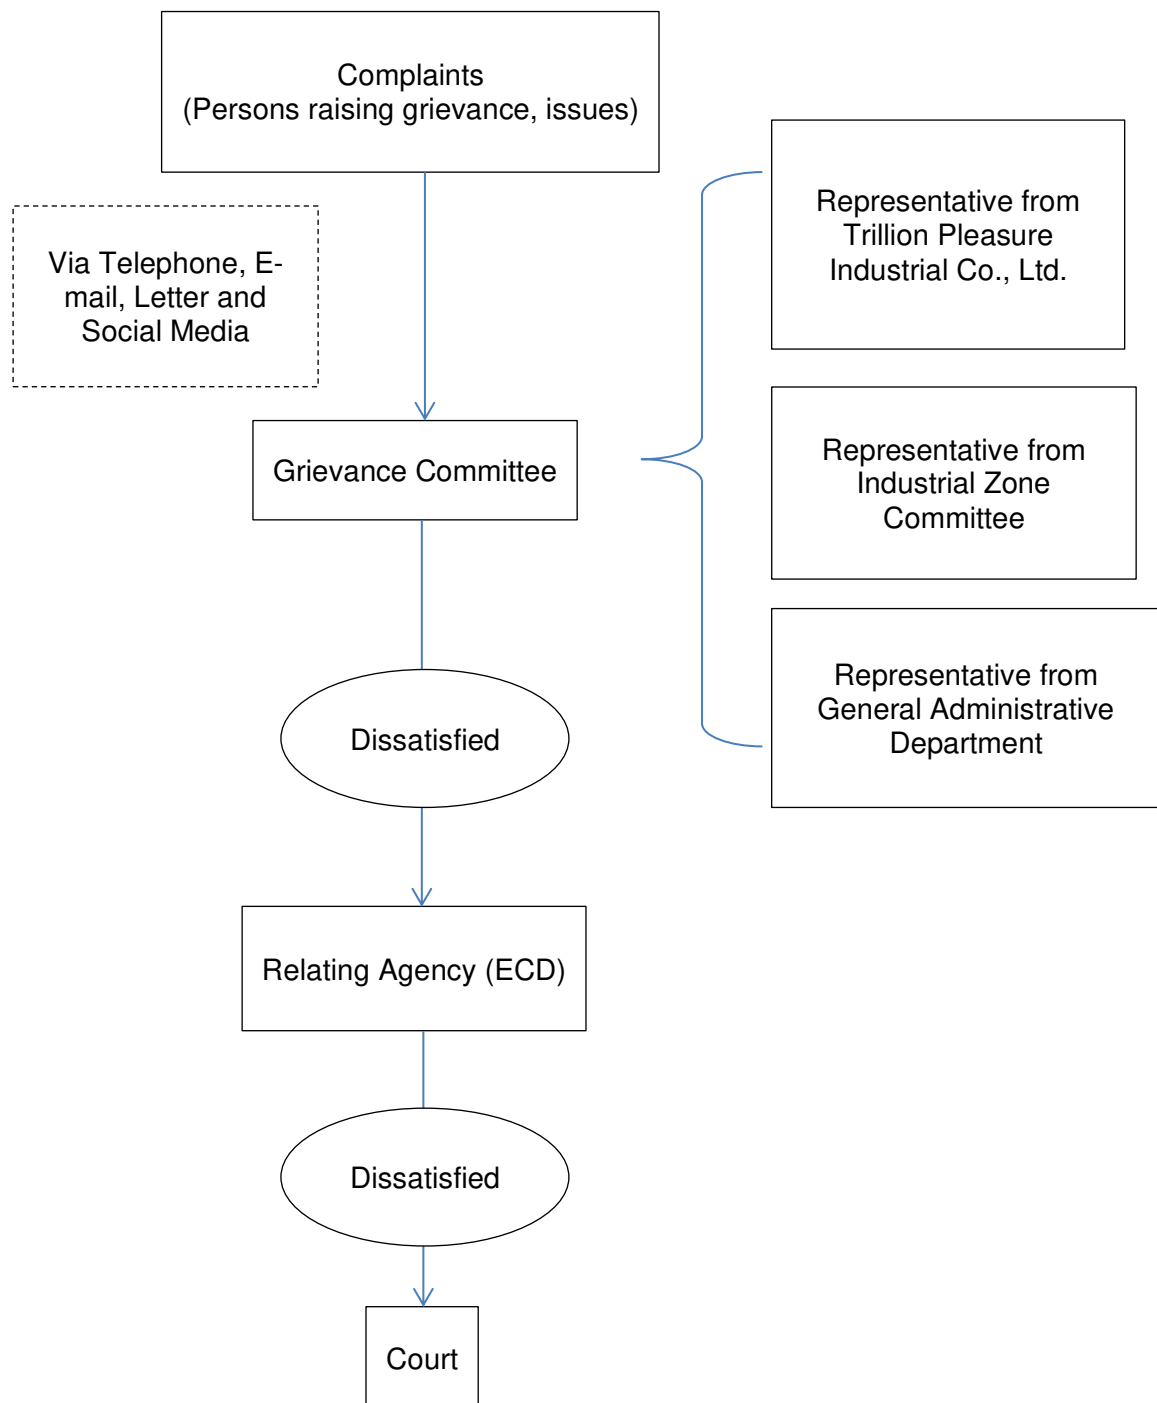 Complaints
(Persons raising grievance, issues)
Via Telephone, E-
mail, Letter and
Social Media
Grievance Committee
Representative from
Trillion Pleasure
Industrial Co., Ltd.
Representative from
Industrial Zone
Committee
Representative from
General Administrative
Department
Dissatisfied
Relating Agency (ECD)
Dissatisfied
Court